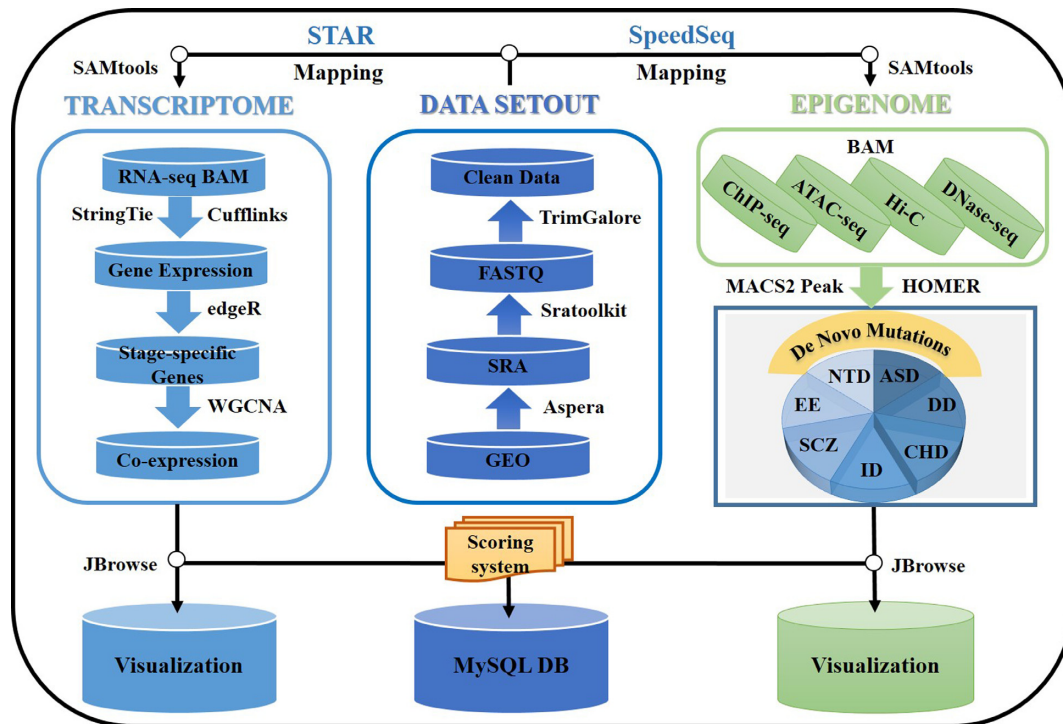 STAR
SpeedSeq
SAMtools
Mapping
Mapping
SAMtools
TRANSCRIPTOME
DATA SETOUT
EPIGENOME
RNA-seq BAM
StringTie
Cufflinks
Gene Expression
edgeR
Stage-specific
Genes
WGCNA
Co-expression
Clean Data
TrimGalore
FASTQ
Sratoolkit
SRA
Aspera
GEO
BAM
ChIP-seq
ATAC-seq
Hi-C
DNase-seq
MACS2 Peak
HOMER
De Novo Mutations
NTD
ASD
EE
DD
SCZ
CHD
ID
JBrowse
Scoring
system
JBrowse
Visualization
MySQL DB
Visualization